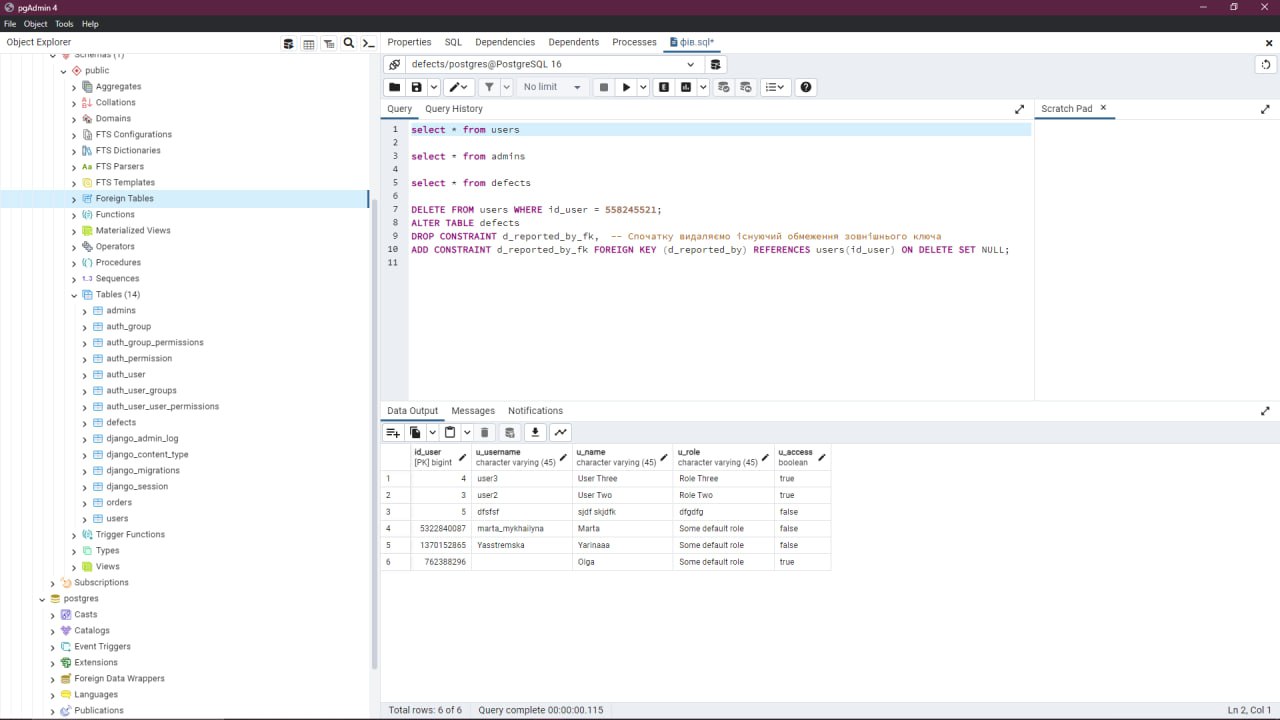 pgAdmin 4
File Object Tools Help
Object Explorer
Properties SQL Dependencies Dependents Processes фів.sql*
Schemas (1)
public
Aggregates
Collations
Domains
FTS Configurations
FTS Dictionaries
FTS Parsers
FTS Templates
Foreign Tables
Functions
Materialized Views
Operators
Procedures
1..3 Sequences
Tables (14)
admins
auth_group
auth_group_permissions
auth_permission
auth_user
auth_user_groups
auth_user_user_permissions
defects
django_admin_log
django_content_type
django_migrations
django_session
orders
users
Trigger Functions
Types
Views
Subscriptions
postgres
Casts
Catalogs
Event Triggers
Extensions
Foreign Data Wrappers
Languages
Publications
defects/postgres@PostgreSQL 16
No limit
Query Query History
Scratch Pad
1 select * from users
2
3 select * from admins
4
5 select * from defects
6
7 DELETE FROM users WHERE id_user = 558245521;
8 ALTER TABLE defects
9 DROP CONSTRAINT d_reported_by_fk, -- Спочатку видаляємо існуючий обмеження зовнішнього ключа
10 ADD CONSTRAINT d_reported_by_fk FOREIGN KEY (d_reported_by) REFERENCES users(id_user) ON DELETE SET NULL;
11
Data Output Messages Notifications
id_user u_username u_name u_role u_access
[PK] bigint character varying (45) character varying (45) character varying (45) boolean
1 4 user3 User Three Role Three true
2 3 user2 User Two Role Two true
3 5 dfsfsf sjdf skjdfk dfgdfg false
4 5322840087 marta_mykhailyna Marta Some default role false
5 1370152865 Yasstremska Yarinaaa Some default role false
6 762388296 Olga Some default role true
Total rows: 6 of 6 Query complete 00:00:00.115 Ln 2, Col 1